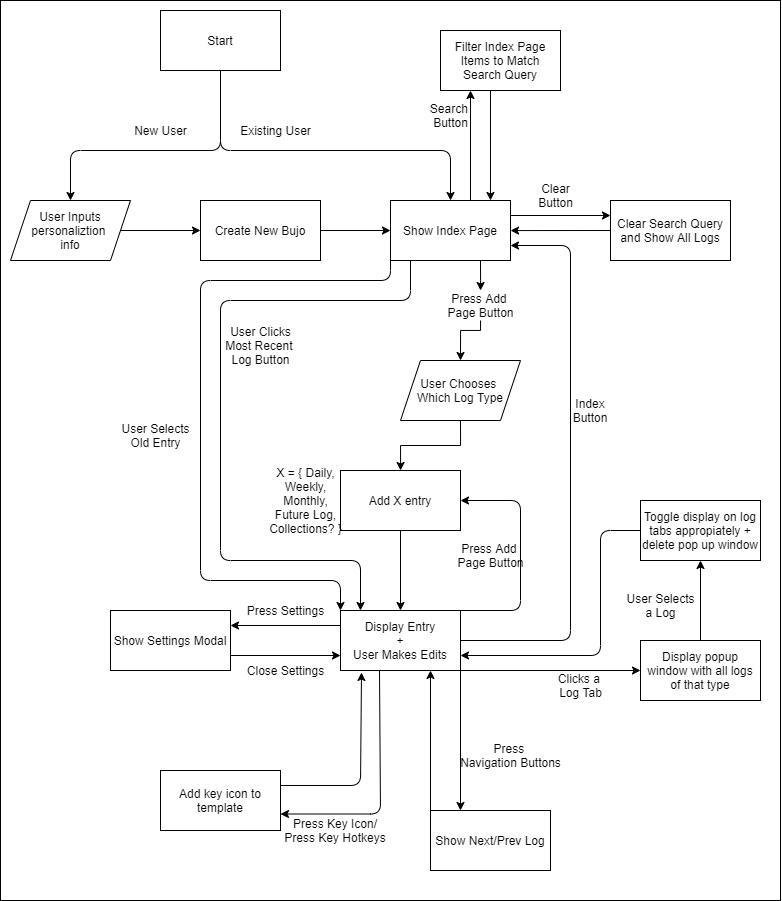 Start
Filter Index Page
Items to Match
Search Query
Search
Button
New User
Existing User
Clear
Button
User Inputs
personaliztion
info
Create New Bujo
Show Index Page
Clear Search Query
and Show All Logs
Press Add
Page Button
User Clicks
Most Recent
Log Button
User Chooses
Which Log Type
Index
Button
User Selects
Old Entry
X = { Daily,
Weekly,
Monthly,
Future Log,
Collections? }
Add X entry
Toggle display on log
tabs appropiately +
delete pop up window
Press Add
Page Button
User Selects
a Log
Press Settings
Display Entry
+
User Makes Edits
Show Settings Modal
Close Settings
Clicks a
Log Tab
Display popup
window with all logs
of that type
Press
Navigation Buttons
Add key icon to
template
Press Key Icon/
Press Key Hotkeys
Show Next/Prev Log